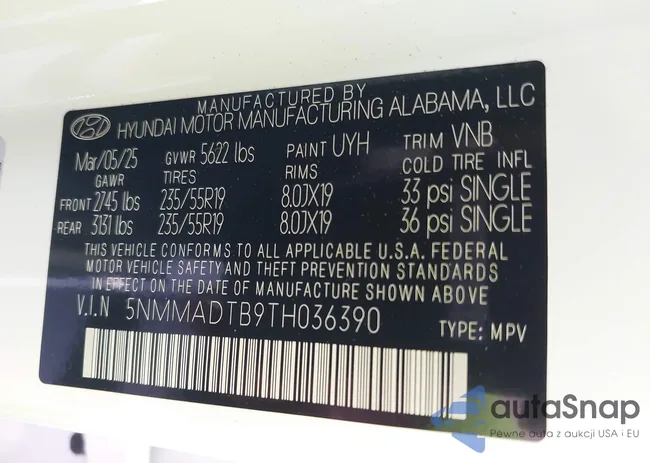 MANUFACTURED BY
HYUNDAI MOTOR MANUFACTURING ALABAMA, LLC
Mar/05/25 GVWR 5622 lbs PAINT UYH TRIM VNB
GAWR TIRES RIMS COLD TIRE INFL
FRONT 2745 lbs 235/55R19 8.0JX19 33 psi SINGLE
REAR 3131 lbs 235/55R19 8.0JX19 36 psi SINGLE
THIS VEHICLE CONFORMS TO ALL APPLICABLE U.S.A. FEDERAL
MOTOR VEHICLE SAFETY AND THEFT PREVENTION STANDARDS
IN EFFECT ON THE DATE OF MANUFACTURE SHOWN ABOVE
V.I.N 5NMMADTB9TH036390
TYPE: MPV
autaSnap
Pewne auta z aukcji USA i EU